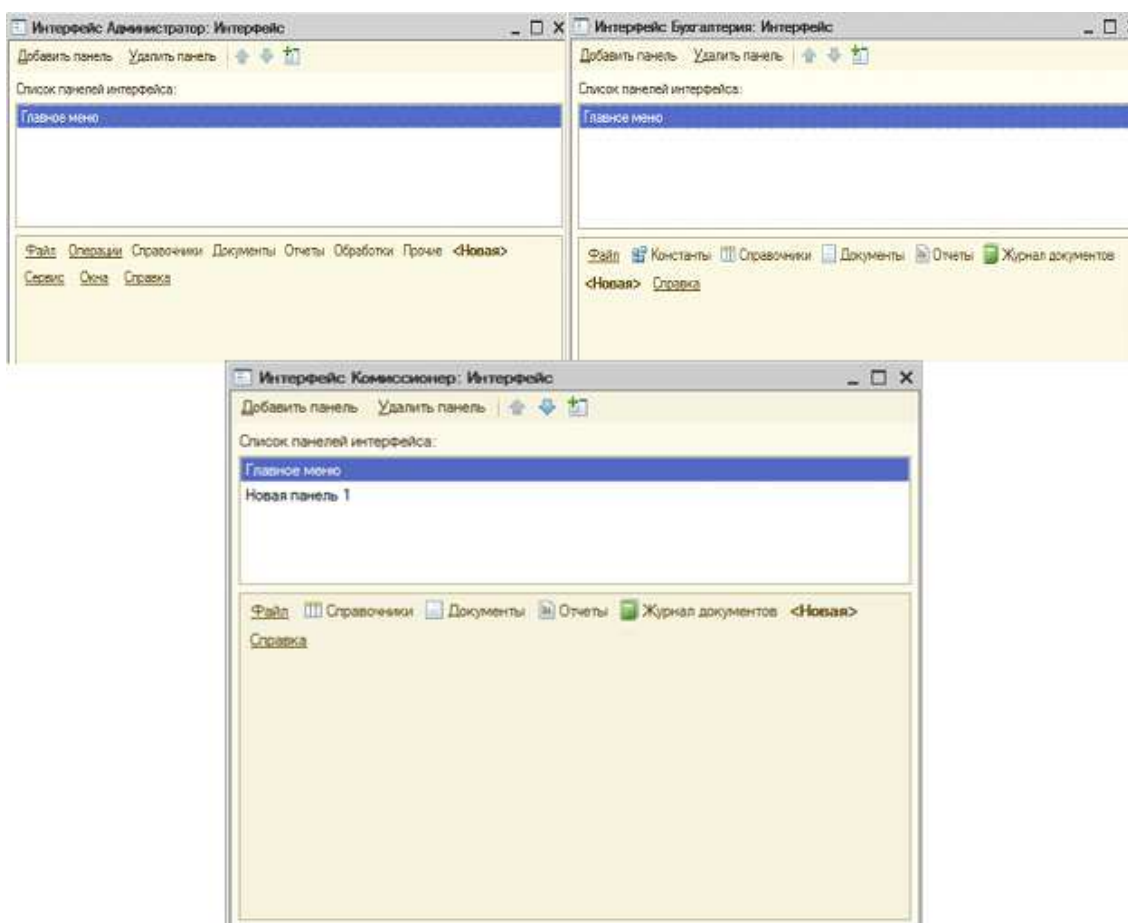 Интерфейс Администратор: Интерфейс
Добавить панель Удалить панель
Список панелей интерфейса:
Главное меню
Файл Операции Справочники Документы Отчеты Обработки Прочие <Новая>
Сервис Окна Справка
Интерфейс Бухгалтерия: Интерфейс
Добавить панель Удалить панель
Список панелей интерфейса:
Главное меню
Файл Константы Справочники Документы Отчеты Журнал документов
<Новая> Справка
Интерфейс Комиссионер: Интерфейс
Добавить панель Удалить панель
Список панелей интерфейса:
Главное меню
Новая панель 1
Файл Справочники Документы Отчеты Журнал документов <Новая>
Справка